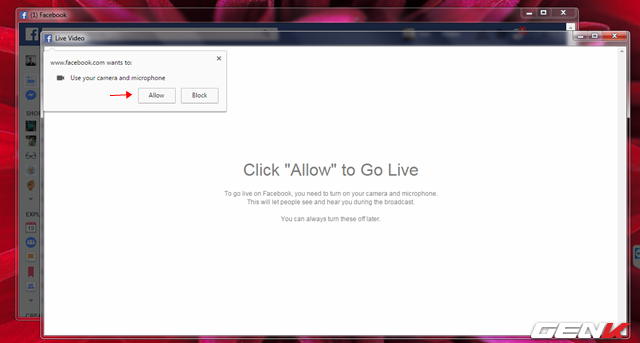 (1) Facebook
Live Video
www.facebook.com wants to:
Use your camera and microphone
Allow
Block
Click "Allow" to Go Live
To go live on Facebook, you need to turn on your camera and microphone.
This will let people see and hear you during the broadcast.
You can always turn these off later.
SHO
EXPL
CREA
GENK